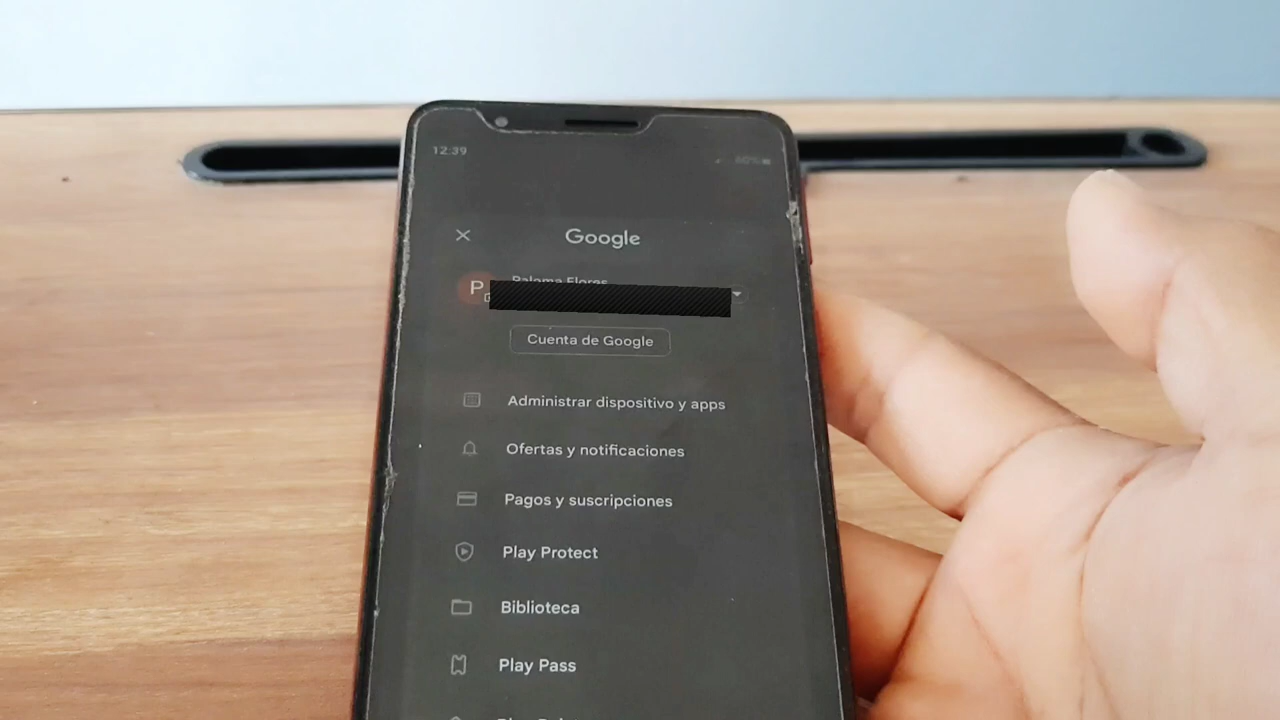 12:39
60%
Google
P
Paloma Flores
Cuenta de Google
Administrar dispositivo y apps
Ofertas y notificaciones
Pagos y suscripciones
Play Protect
Biblioteca
Play Pass